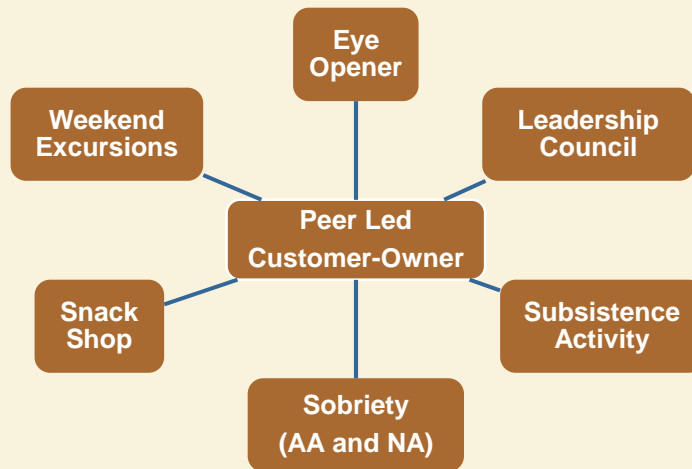 Eye
Opener
Weekend
Excursions
Leadership
Council
Peer Led
Customer-Owner
Snack
Shop
Subsistence
Activity
Sobriety
(AA and NA)